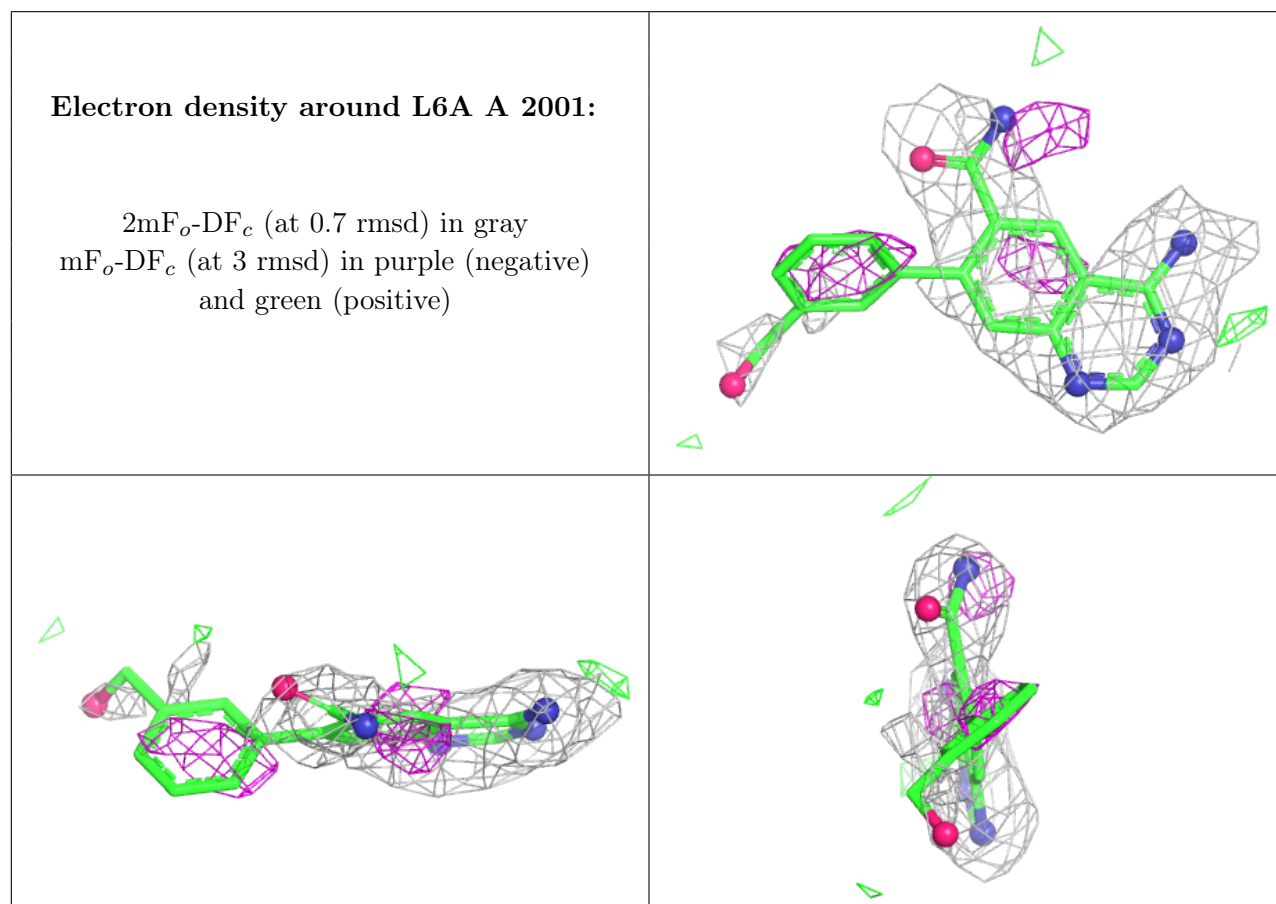 Electron density around L6A A 2001:
2mFo-DFc (at 0.7 rmsd) in gray
mFo-DFc (at 3 rmsd) in purple (negative)
and green (positive)